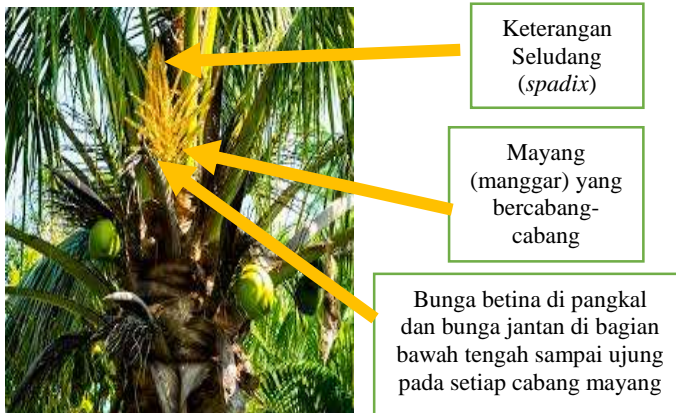 Keterangan
Seludang
(spadix)
Mayang
(manggar) yang
bercabang-
cabang
Bunga betina di pangkal
dan bunga jantan di bagian
bawah tengah sampai ujung
pada setiap cabang mayang